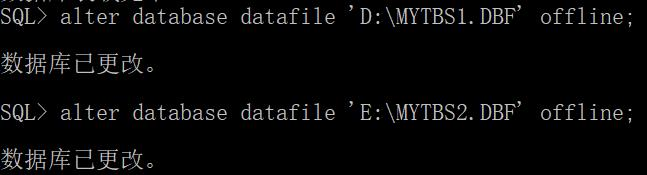 SQL> alter database datafile 'D:\MYTBS1.DBF' offline;
数据库已更改。
SQL> alter database datafile 'E:\MYTBS2.DBF' offline;
数据库已更改。